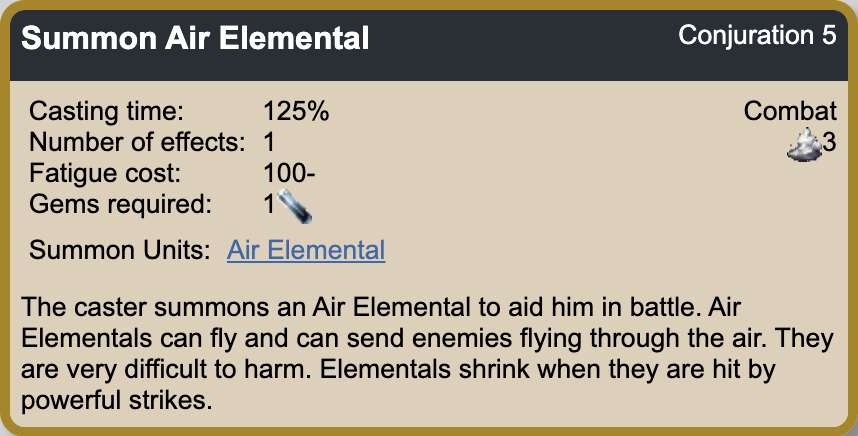 Summon Air Elemental
Conjuration 5
Casting time: 125%
Combat
Number of effects: 1
3
Fatigue cost: 100-
Gems required: 1
Summon Units: Air Elemental
The caster summons an Air Elemental to aid him in battle. Air
Elementals can fly and can send enemies flying through the air. They
are very difficult to harm. Elementals shrink when they are hit by
powerful strikes.